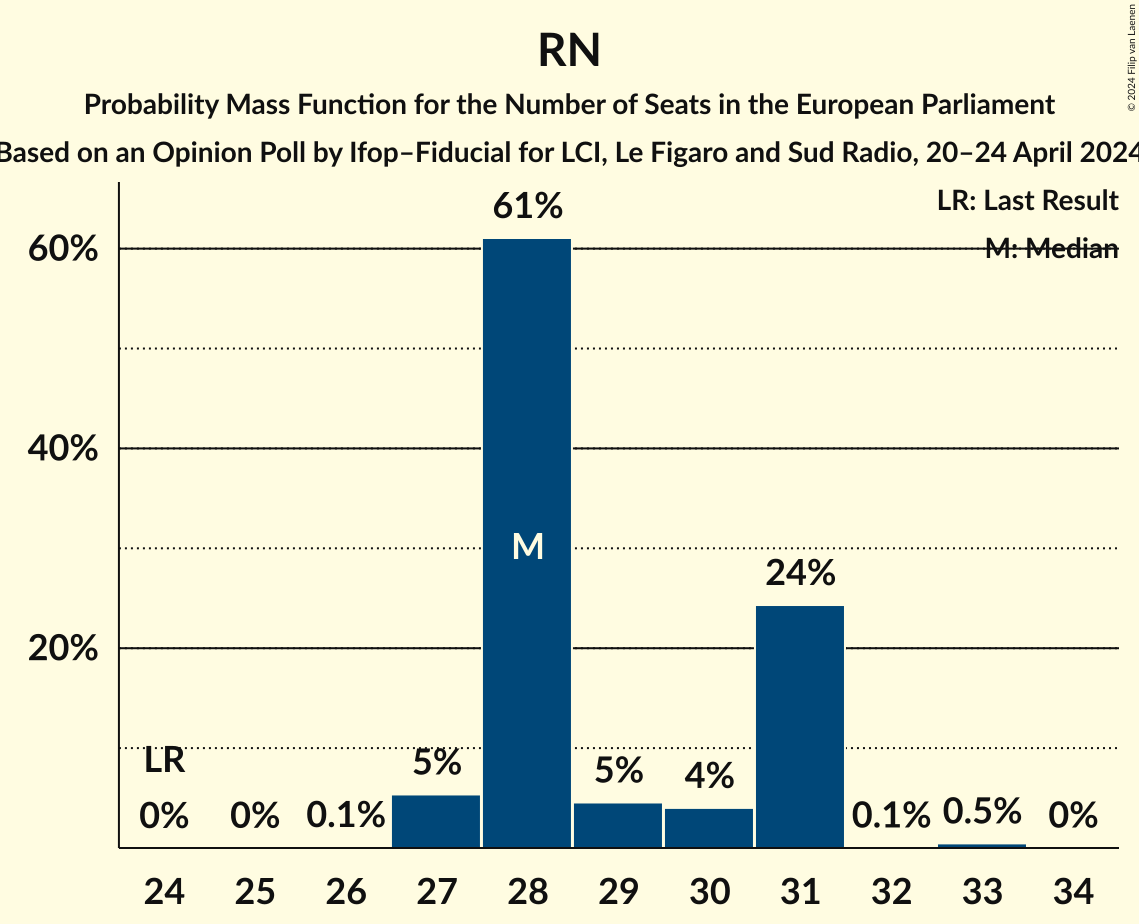 RN
Probability Mass Function for the Number of Seats in the European Parliament
Based on an Opinion Poll by Ifop–Fiducial for LCI, Le Figaro and Sud Radio, 20–24 April 2024
© 2024 Filip van Laenen
LR: Last Result
M: Median
60%
40%
20%
61%
M
24%
LR
5%
5%
4%
0%
0%
0.1%
0.1%
0.5%
0%
24 25 26 27 28 29 30 31 32 33 34